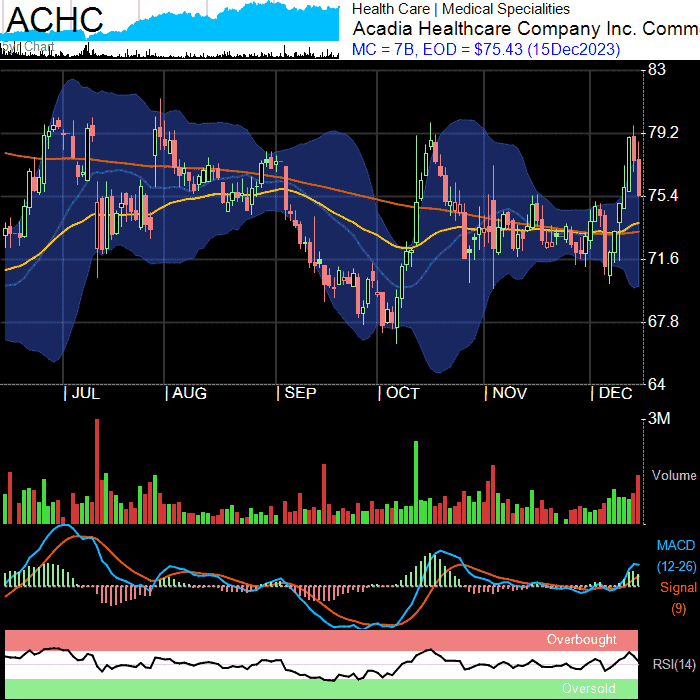 ACHC
5yr Chart
Health Care | Medical Specialities
Acadia Healthcare Company Inc. Comm
MC = 7B, EOD = $75.43 (15Dec2023)
83
79.2
75.4
71.6
67.8
64
| JUL | AUG | SEP | OCT | NOV | DEC
3M
Volume
MACD
(12-26)
Signal
(9)
Overbought
RSI(14)
Oversold